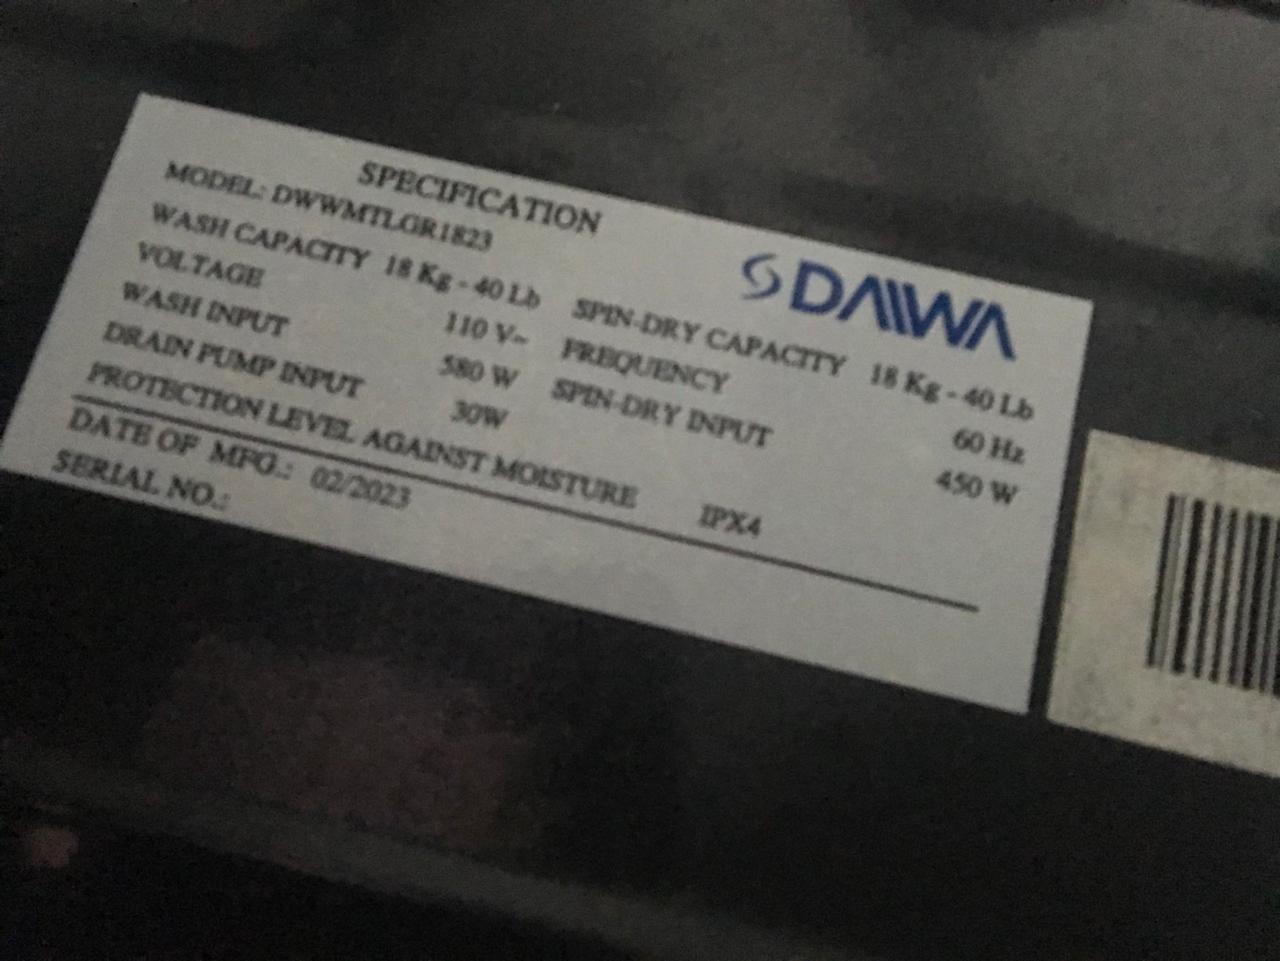 SPECIFICATION
MODEL: DWWMTLGR1823
DAIWA
WASH CAPACITY 18 Kg - 40 Lb SPIN-DRY CAPACITY 18 Kg - 40 Lb
VOLTAGE 110 V~ FREQUENCY 60 Hz
WASH INPUT 580 W SPIN-DRY INPUT 450 W
DRAIN PUMP INPUT 30W
PROTECTION LEVEL AGAINST MOISTURE IPX4
DATE OF MFG.: 02/2023
SERIAL NO.: